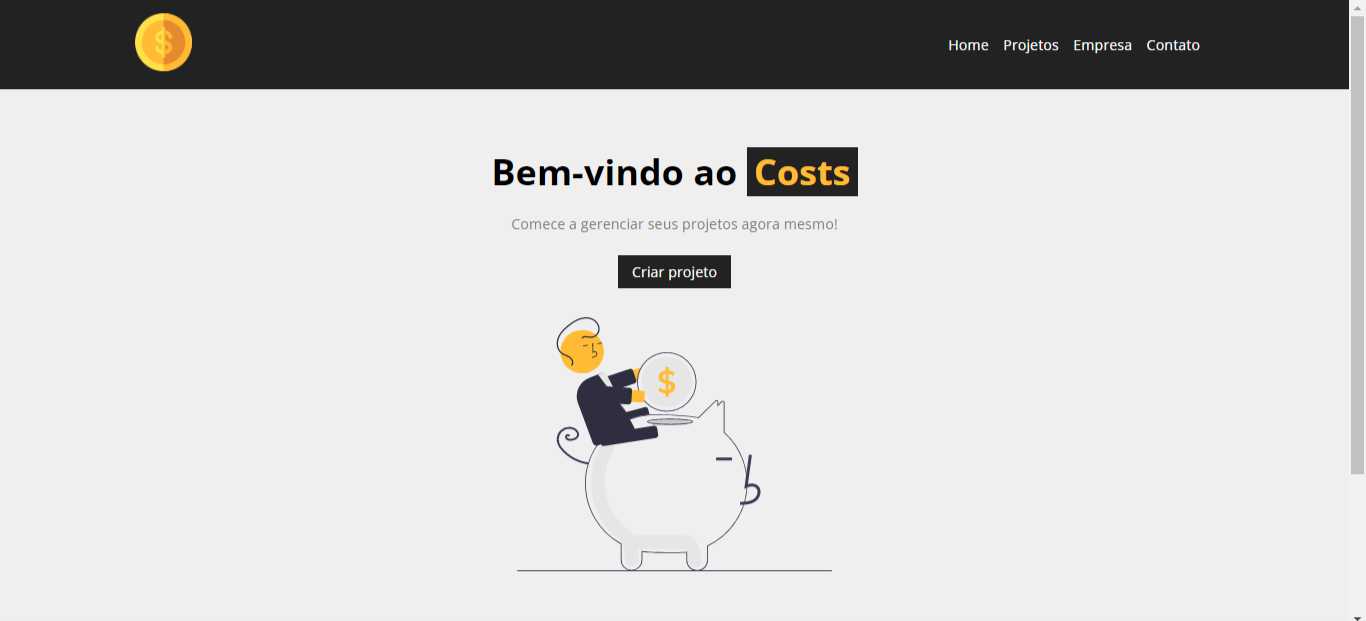 $
Home Projetos Empresa Contato
Bem-vindo ao Costs
Comece a gerenciar seus projetos agora mesmo!
Criar projeto
$